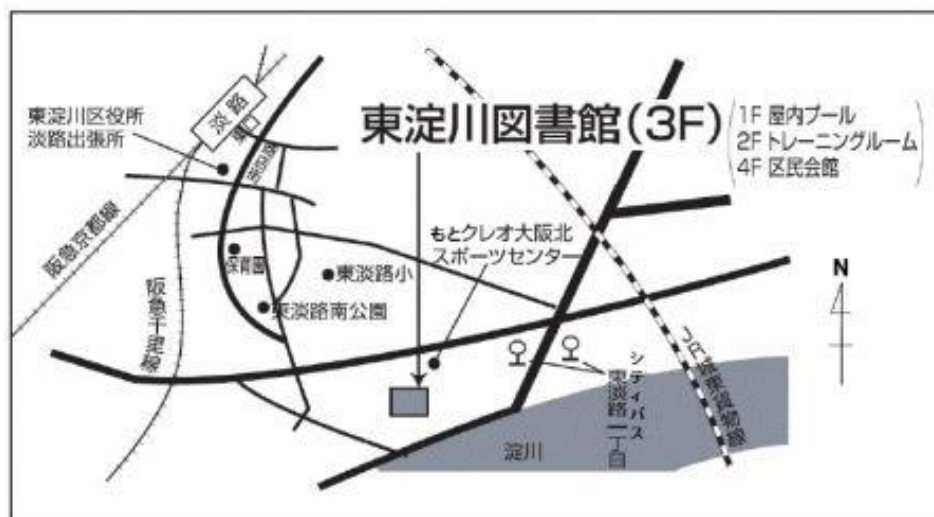 東淀川区役所
淡路出張所
淡路
東淀川図書館(3F)
1F 屋内プール
2F トレーニングルーム
4F 区民会館
阪急京都線
阪急千里線
もとクレオ大阪北
スポーツセンター
保育園
東淡路小
東淡路南公園
N
シティバス
東淡路一丁目
JR城東貨物線
淀川